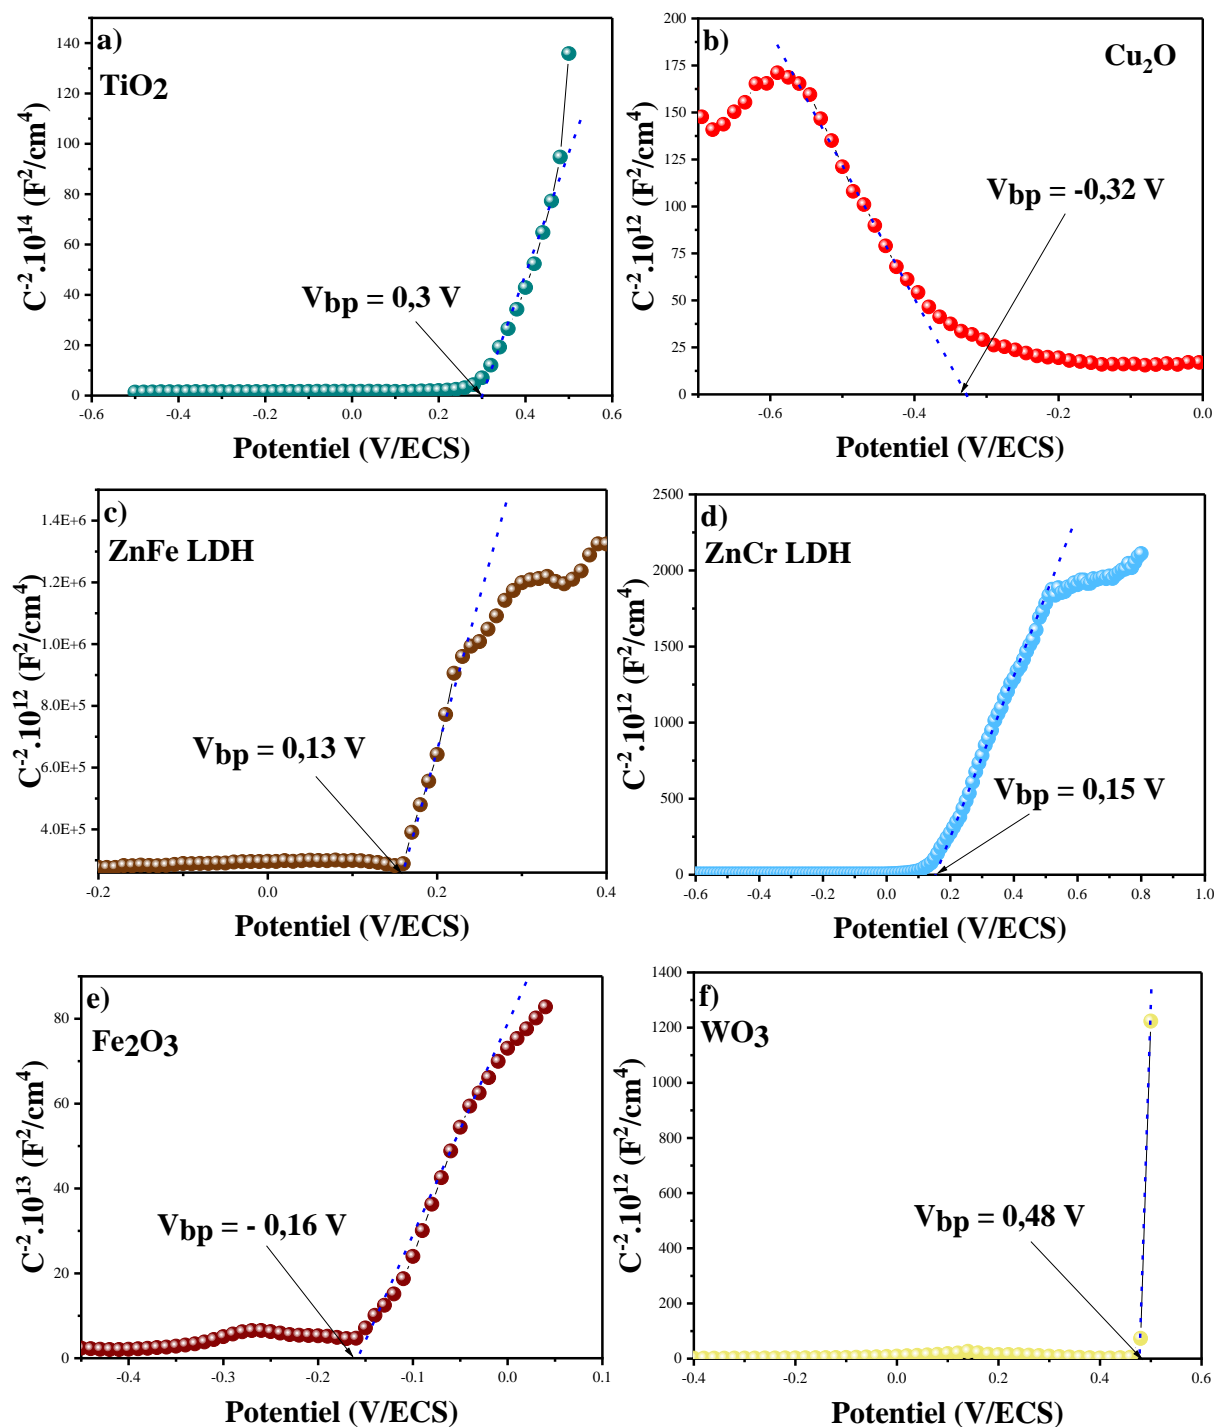 a)
TiO2
C-2.1014 (F2/cm4)
140
120
100
80
60
40
20
0
Vbp = 0,3 V
-0.6 -0.4 -0.2 0.0 0.2 0.4 0.6
Potentiel (V/ECS)
b)
Cu2O
C-2.1012 (F2/cm4)
200
175
150
125
100
75
50
25
0
Vbp = -0,32 V
-0.6 -0.4 -0.2 0.0
Potentiel (V/ECS)
c)
ZnFe LDH
C-2.1012 (F2/cm4)
1.4E+6
1.2E+6
1.0E+6
8.0E+5
6.0E+5
4.0E+5
Vbp = 0,13 V
-0.2 0.0 0.2 0.4
Potentiel (V/ECS)
d)
ZnCr LDH
C-2.1012 (F2/cm4)
2500
2000
1500
1000
500
0
Vbp = 0,15 V
-0.6 -0.4 -0.2 0.0 0.2 0.4 0.6 0.8 1.0
Potentiel (V/ECS)
e)
Fe2O3
C-2.1013 (F2/cm4)
80
60
40
20
0
Vbp = - 0,16 V
-0.4 -0.3 -0.2 -0.1 0.0 0.1
Potentiel (V/ECS)
f)
WO3
C-2.1012 (F2/cm4)
1400
1200
1000
800
600
400
200
0
Vbp = 0,48 V
-0.4 -0.2 0.0 0.2 0.4 0.6
Potentiel (V/ECS)